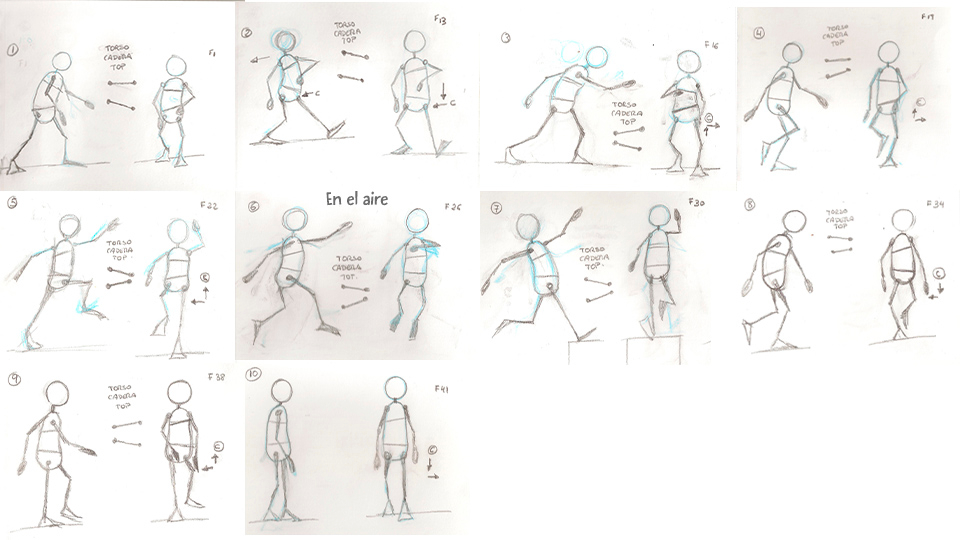 1
TORSO
CADERA
TOP
F1
2
TORSO
CADERA
TOP
F13
C
C
3
TORSO
CADERA
TOP
F16
C
4
TORSO
CADERA
TOP
F19
C
5
TORSO
CADERA
TOP.
F22
C
En el aire
6
TORSO
CADERA
TOP.
F26
7
TORSO
CADERA
TOP.
F30
8
TORSO
CADERA
TOP
F34
C
9
TORSO
CADERA
TOP
F38
C
10
F41
C